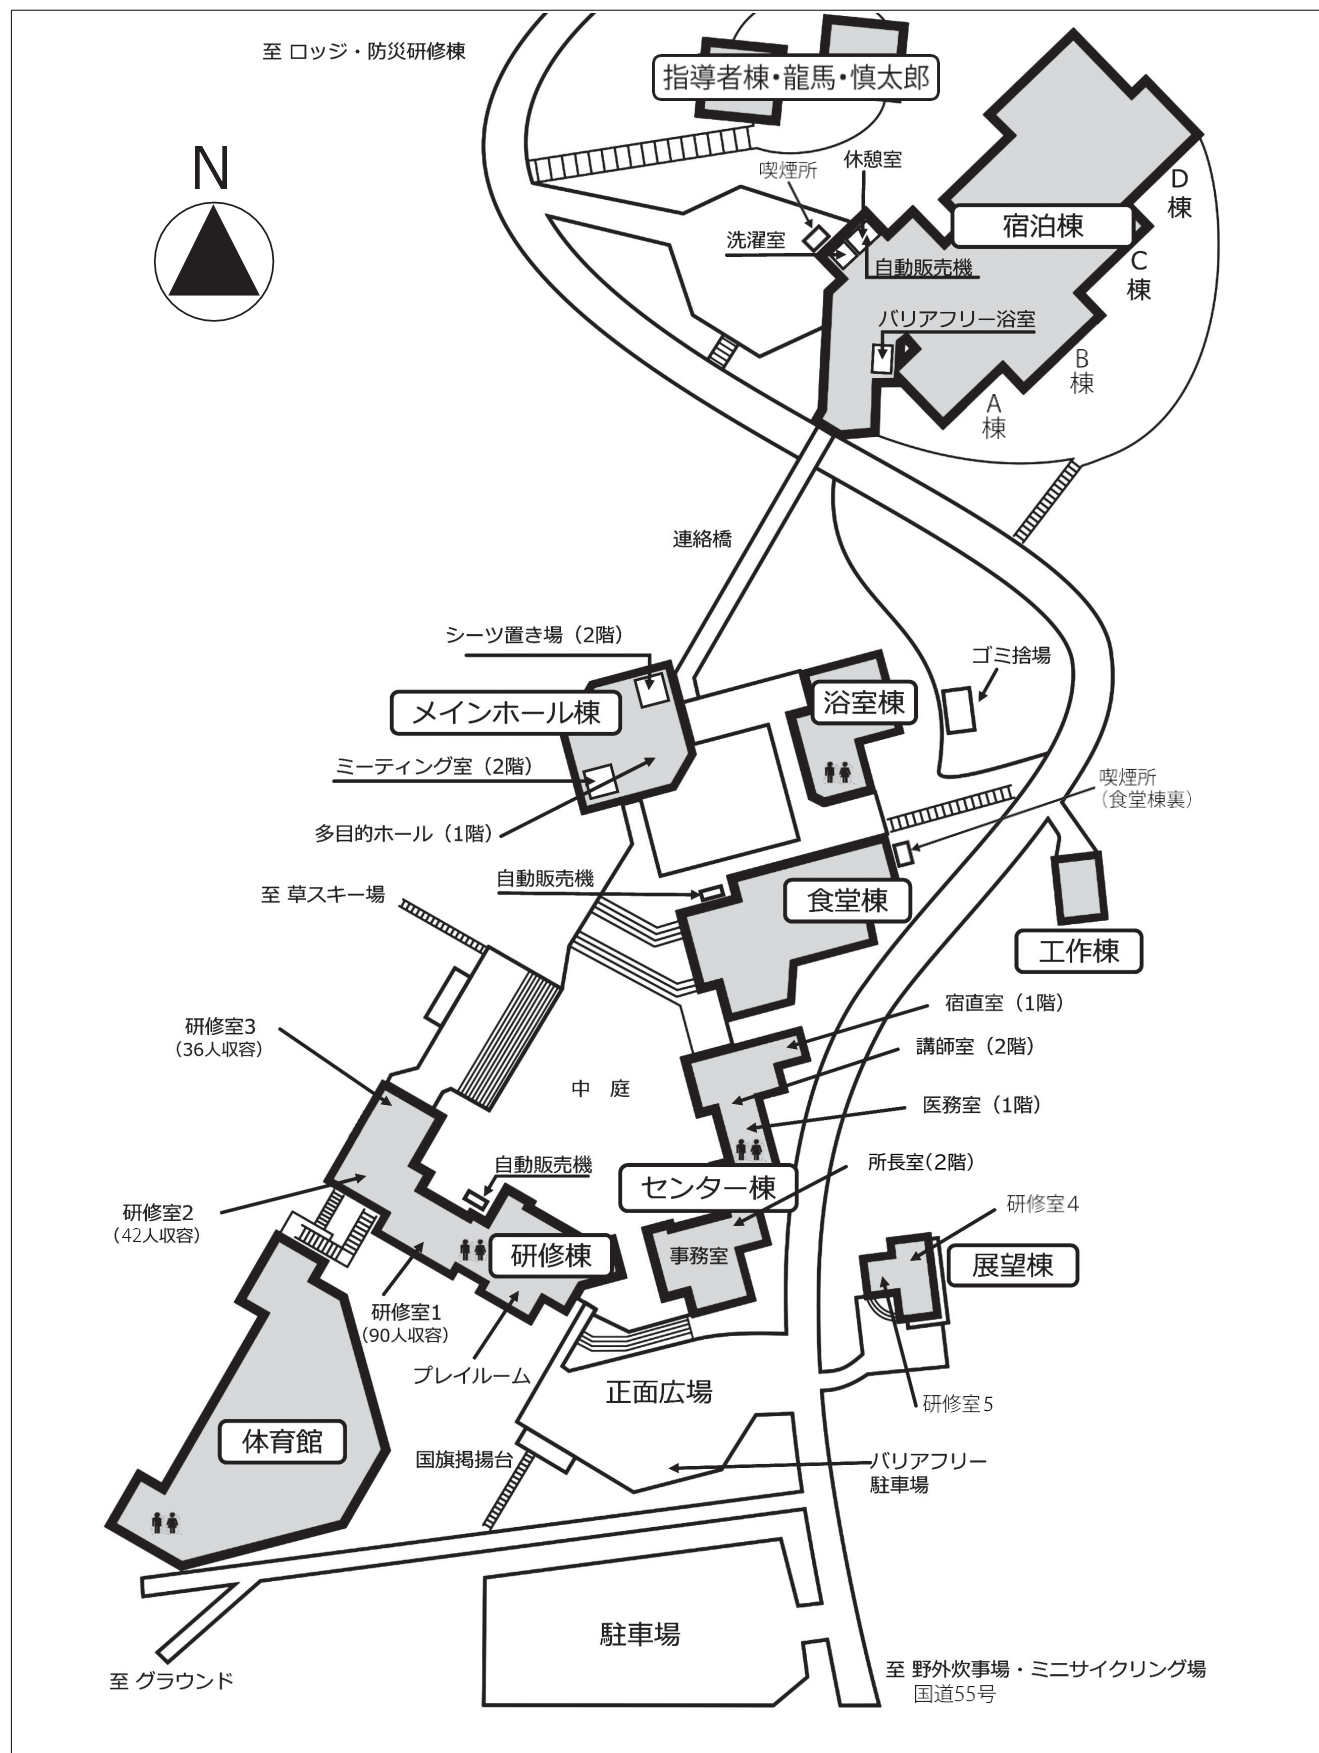 至 ロッジ・防災研修棟
指導者棟・龍馬・慎太郎
N
休憩室
喫煙所
D
棟
宿泊棟
洗濯室
自動販売機
C
棟
バリアフリー浴室
B
棟
A
棟
連絡橋
シーツ置き場（2階）
ゴミ捨場
メインホール棟
浴室棟
ミーティング室（2階）
喫煙所
（食堂棟裏）
多目的ホール（1階）
自動販売機
至 草スキー場
食堂棟
工作棟
宿直室（1階）
研修室3
（36人収容）
講師室（2階）
中 庭
医務室（1階）
自動販売機
所長室(2階）
センター棟
研修室2
（42人収容）
研修室4
研修棟
事務室
展望棟
研修室1
（90人収容）
プレイルーム
正面広場
研修室5
体育館
国旗掲揚台
バリアフリー
駐車場
駐車場
至 グラウンド
至 野外炊事場・ミニサイクリング場
国道55号